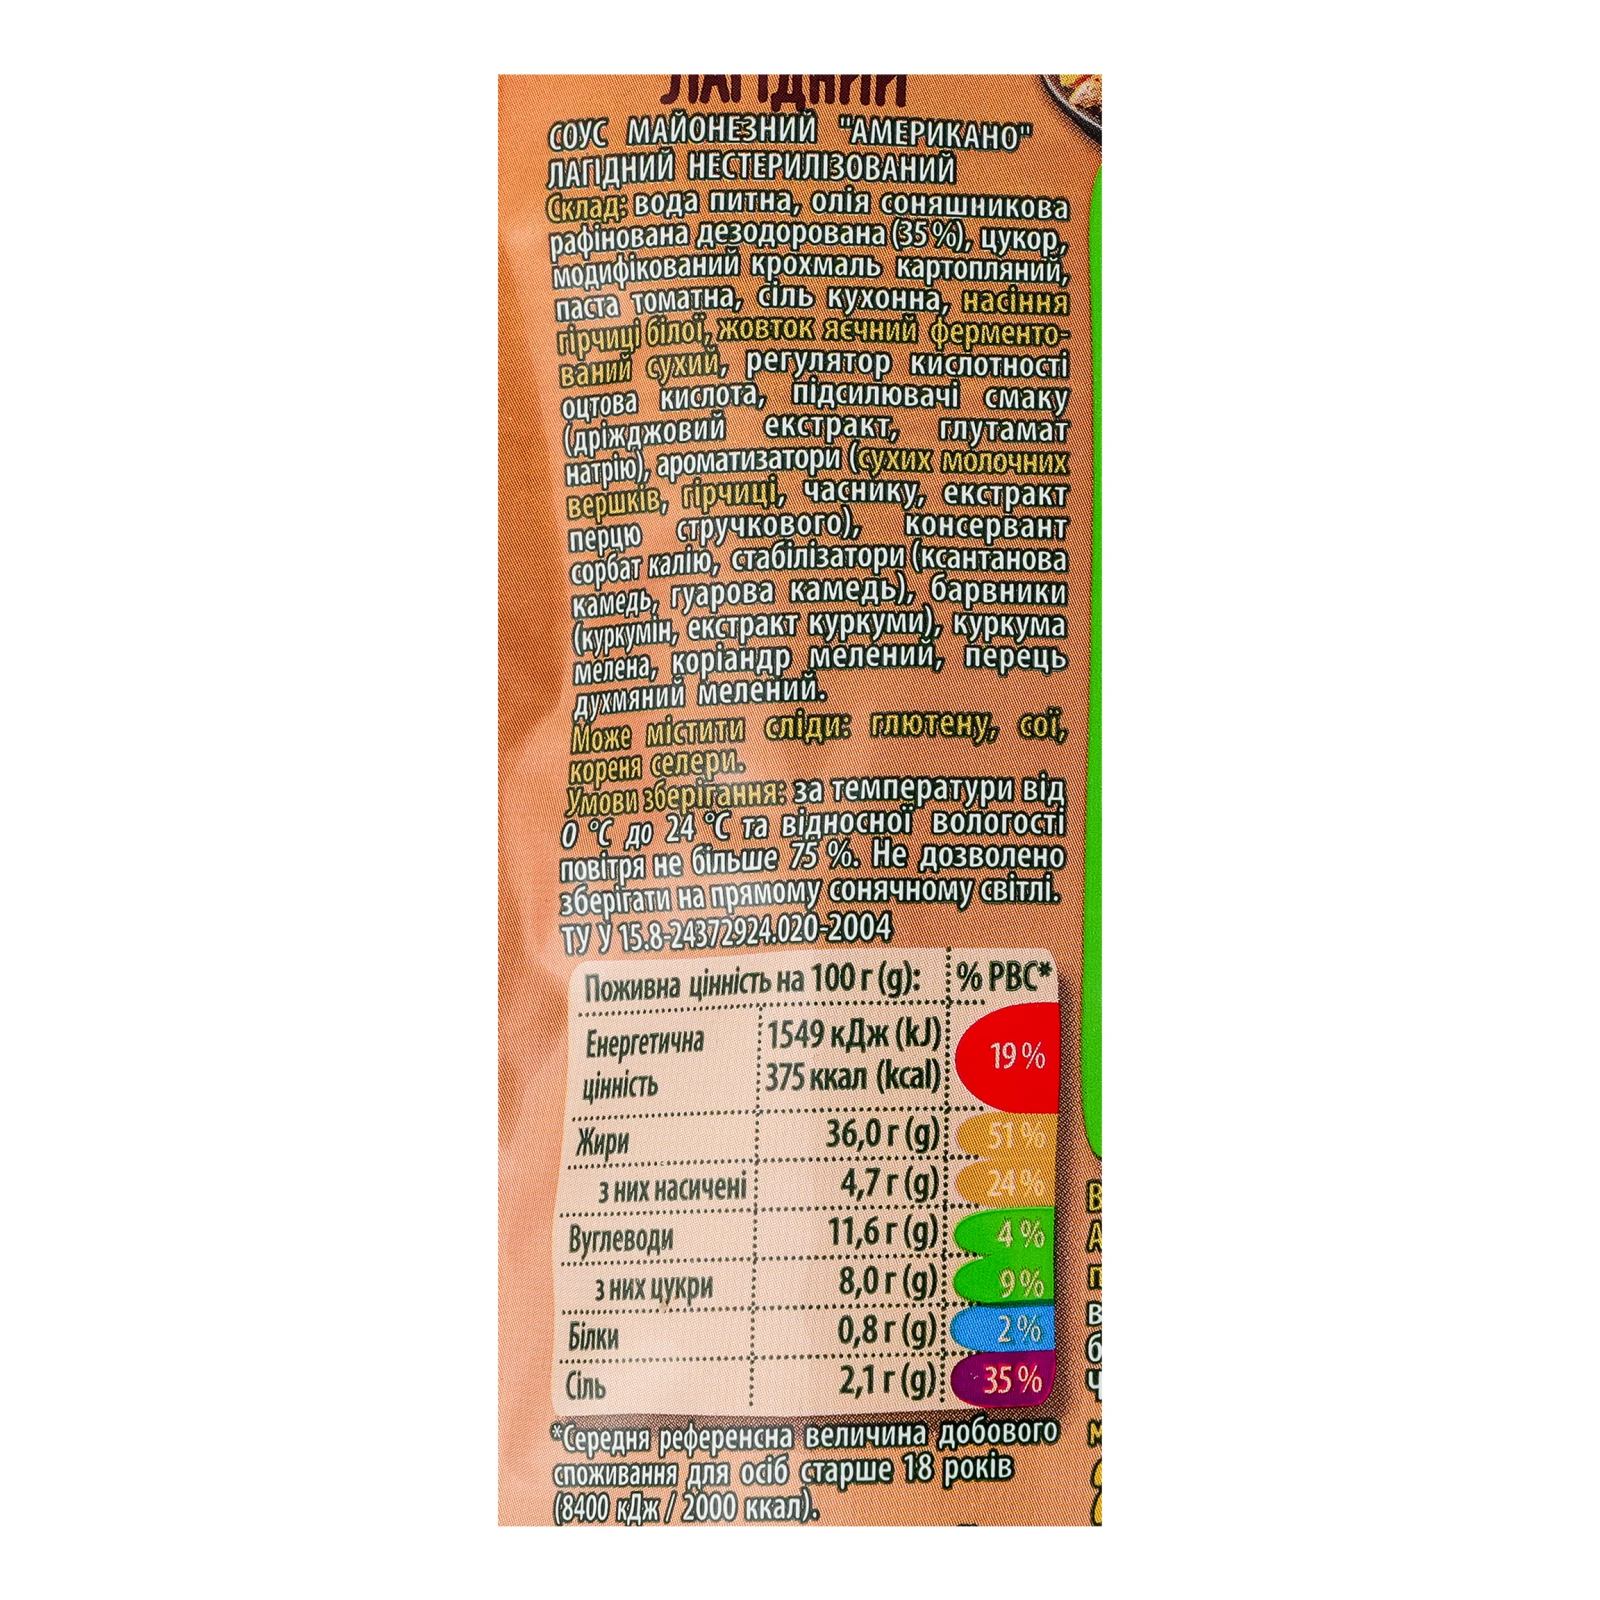 ЛАГІДНИЙ
СОУС МАЙОНЕЗНИЙ "АМЕРИКАНО"
ЛАГІДНИЙ НЕСТЕРИЛІЗОВАНИЙ
Склад: вода питна, олія соняшникова
рафінована дезодорована (35%), цукор,
модифікований крохмаль картопляний,
паста томатна, сіль кухонна, насіння
гірчиці білої, жовток яєчний ферменто-
ваний сухий, регулятор кислотності
оцтова кислота, підсилювачі смаку
(дріжджовий екстракт, глутамат
натрію), ароматизатори (сухих молочних
вершків, гірчиці, часнику, екстракт
перцю стручкового), консервант
сорбат калію, стабілізатори (ксантанова
камедь, гуарова камедь), барвники
(куркумін, екстракт куркуми), куркума
мелена, коріандр мелений, перець
духмяний мелений.
Може містити сліди: глютену, сої,
кореня селери.
Умови зберігання: за температури від
0 °С до 24 °С та відносної вологості
повітря не більше 75 %. Не дозволено
зберігати на прямому сонячному світлі.
ТУ У 15.8-24372924.020-2004
Поживна цінність на 100 г (g): % РВС*
Енергетична 1549 кДж (kJ)
19 %
цінність 375 ккал (kcal)
Жири 36,0 г (g) 51 %
з них насичені 4,7 г (g) 24 %
Вуглеводи 11,6 г (g) 4 %
з них цукри 8,0 г (g) 9 %
Білки 0,8 г (g) 2 %
Сіль 2,1 г (g) 35 %
*Середня референсна величина добового
споживання для осіб старше 18 років
(8400 кДж / 2000 ккал).